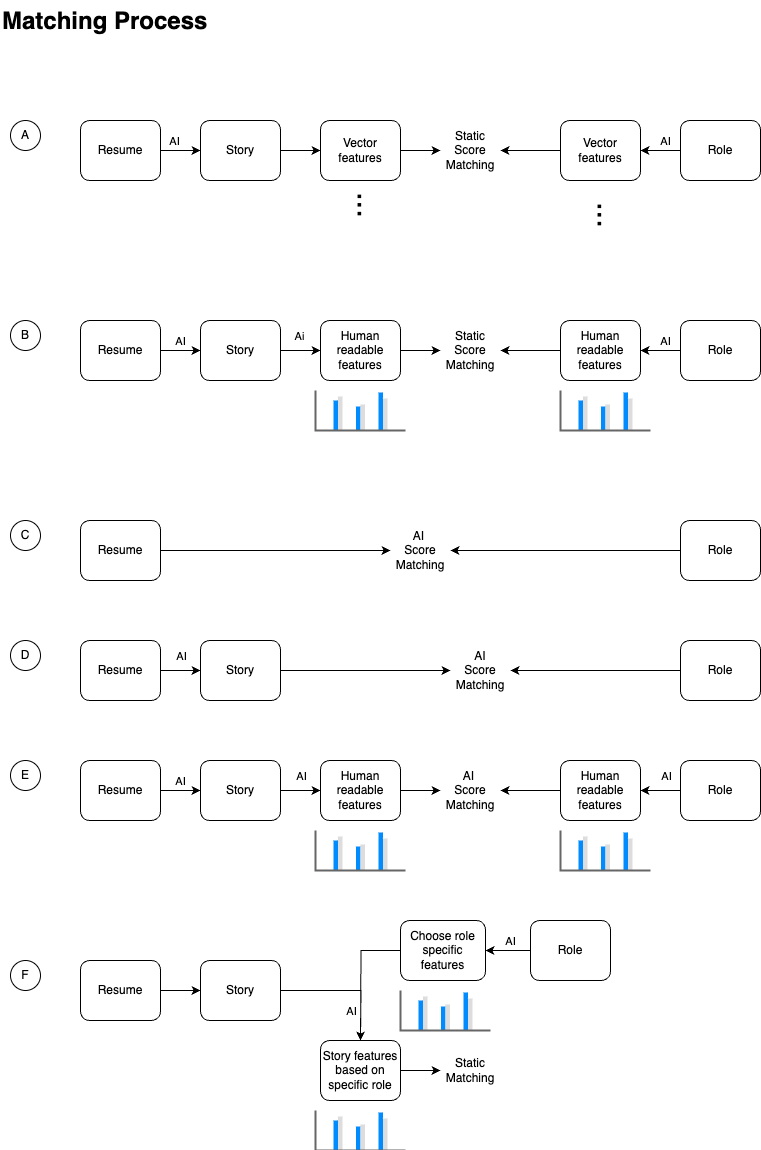 Matching Process
A
Resume
AI
Story
Vector
features
Static
Score
Matching
Vector
features
AI
Role
B
Resume
AI
Story
Ai
Human
readable
features
Static
Score
Matching
Human
readable
features
AI
Role
C
Resume
AI
Score
Matching
Role
D
Resume
AI
Story
AI
Score
Matching
Role
E
Resume
AI
Story
AI
Human
readable
features
AI
Score
Matching
Human
readable
features
AI
Role
F
Resume
Story
Choose role
specific
features
AI
Role
AI
Story features
based on
specific role
Static
Matching